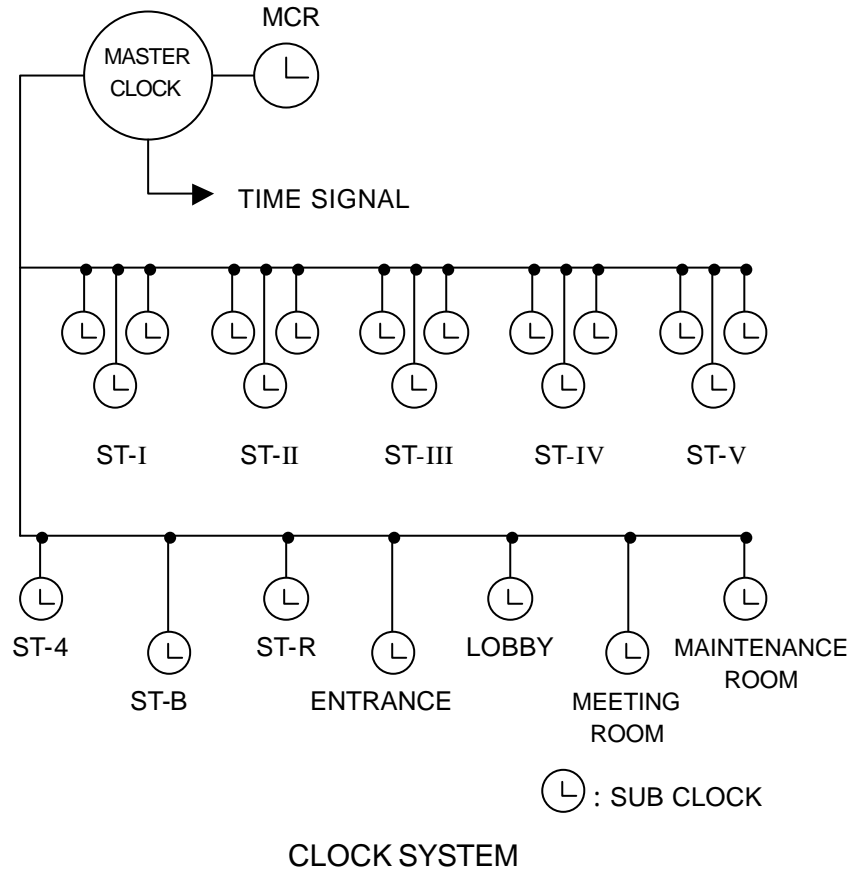 MCR
MASTER
CLOCK
TIME SIGNAL
ST-I
ST-II
ST-III
ST-IV
ST-V
ST-4
ST-B
ST-R
ENTRANCE
LOBBY
MEETING
ROOM
MAINTENANCE
ROOM
: SUB CLOCK
CLOCK SYSTEM